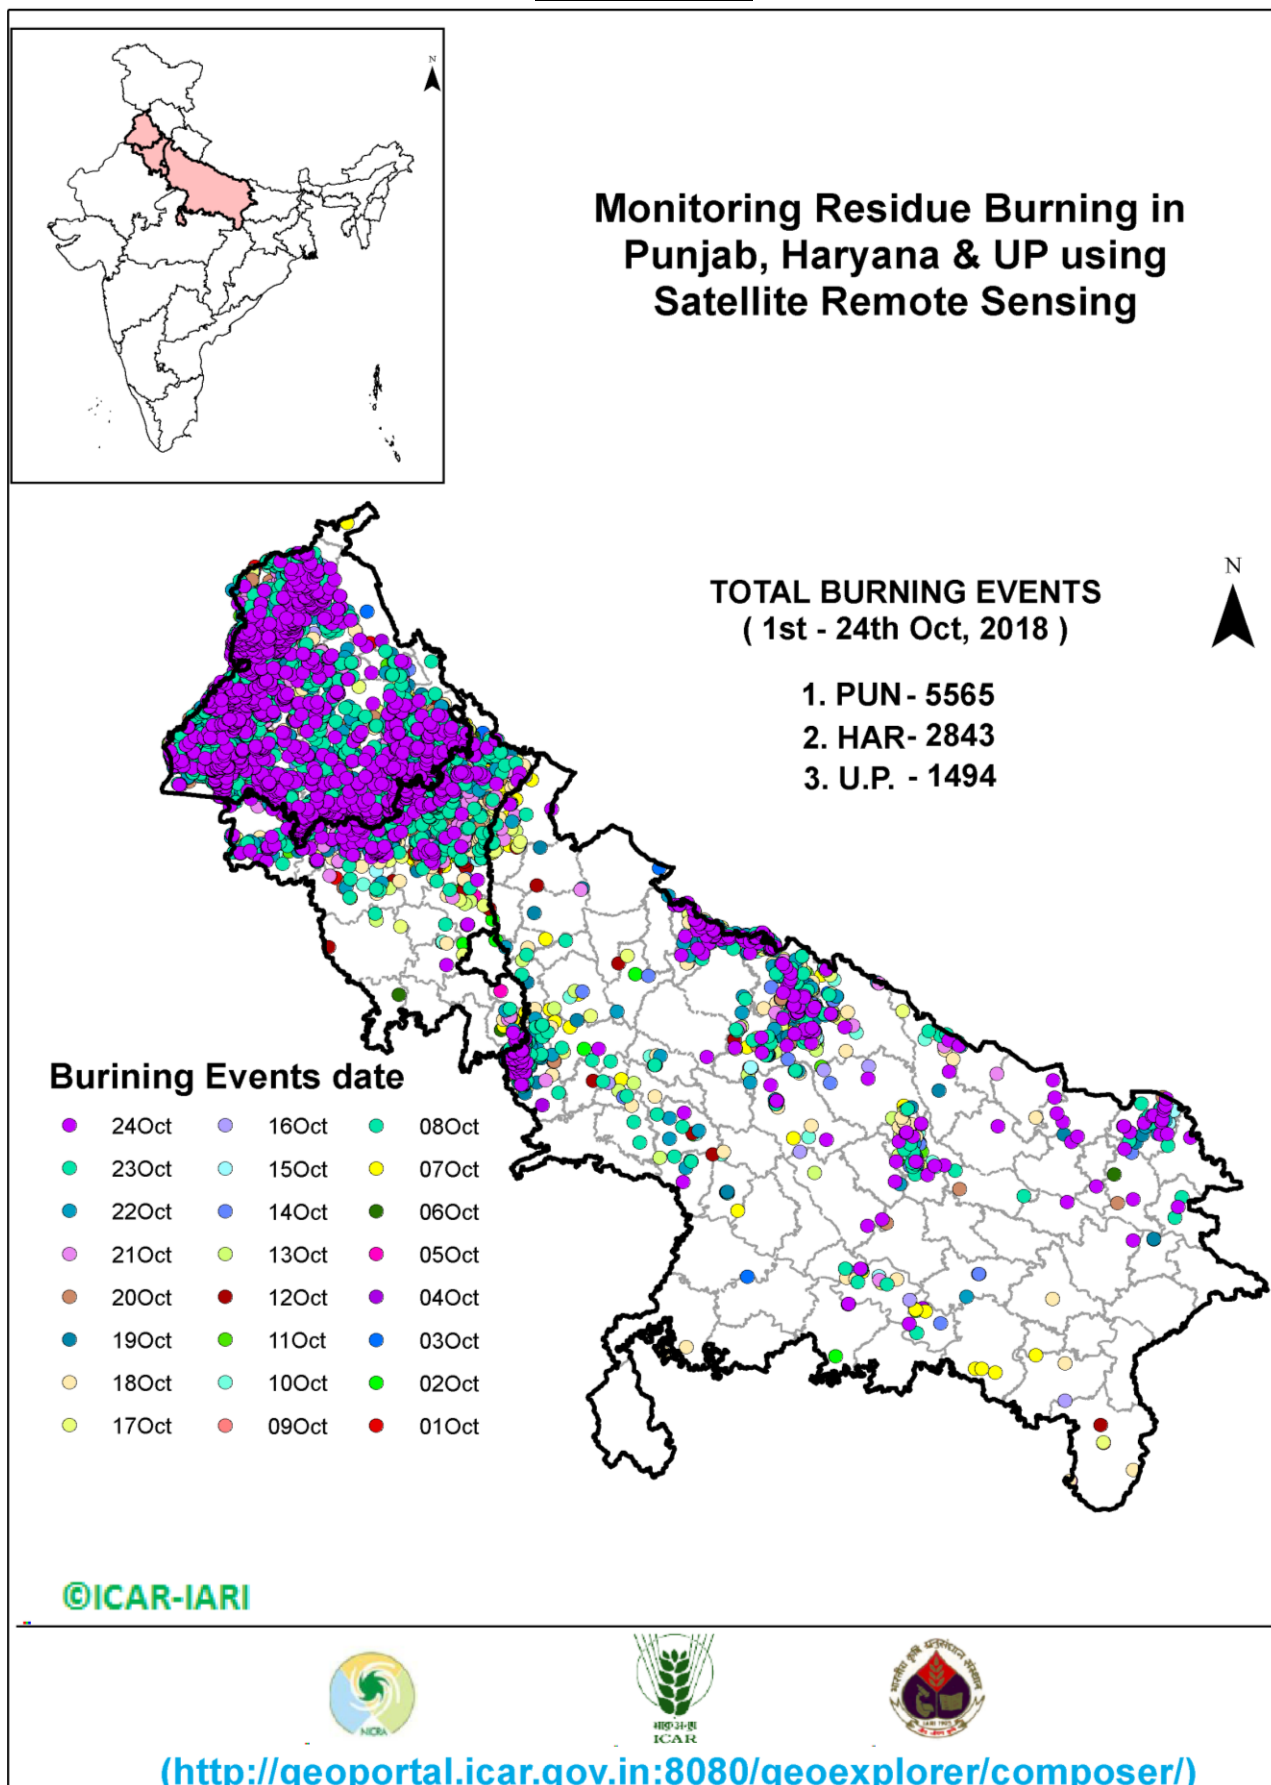 N
Monitoring Residue Burning in
Punjab, Haryana & UP using
Satellite Remote Sensing
N
TOTAL BURNING EVENTS
( 1st - 24th Oct, 2018 )
1. PUN - 5565
2. HAR- 2843
3. U.P. - 1494
Burining Events date
24Oct 16Oct 08Oct
23Oct 15Oct 07Oct
22Oct 14Oct 06Oct
21Oct 13Oct 05Oct
20Oct 12Oct 04Oct
19Oct 11Oct 03Oct
18Oct 10Oct 02Oct
17Oct 09Oct 01Oct
©ICAR-IARI
NICRA
ICAR
(http://geoportal.icar.gov.in:8080/geoexplorer/composer/)